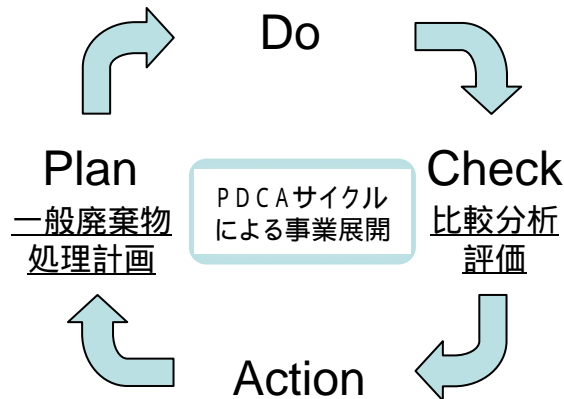 Do
Plan
一般廃棄物
処理計画
PDCAサイクル
による事業展開
Check
比較分析
評価
Action